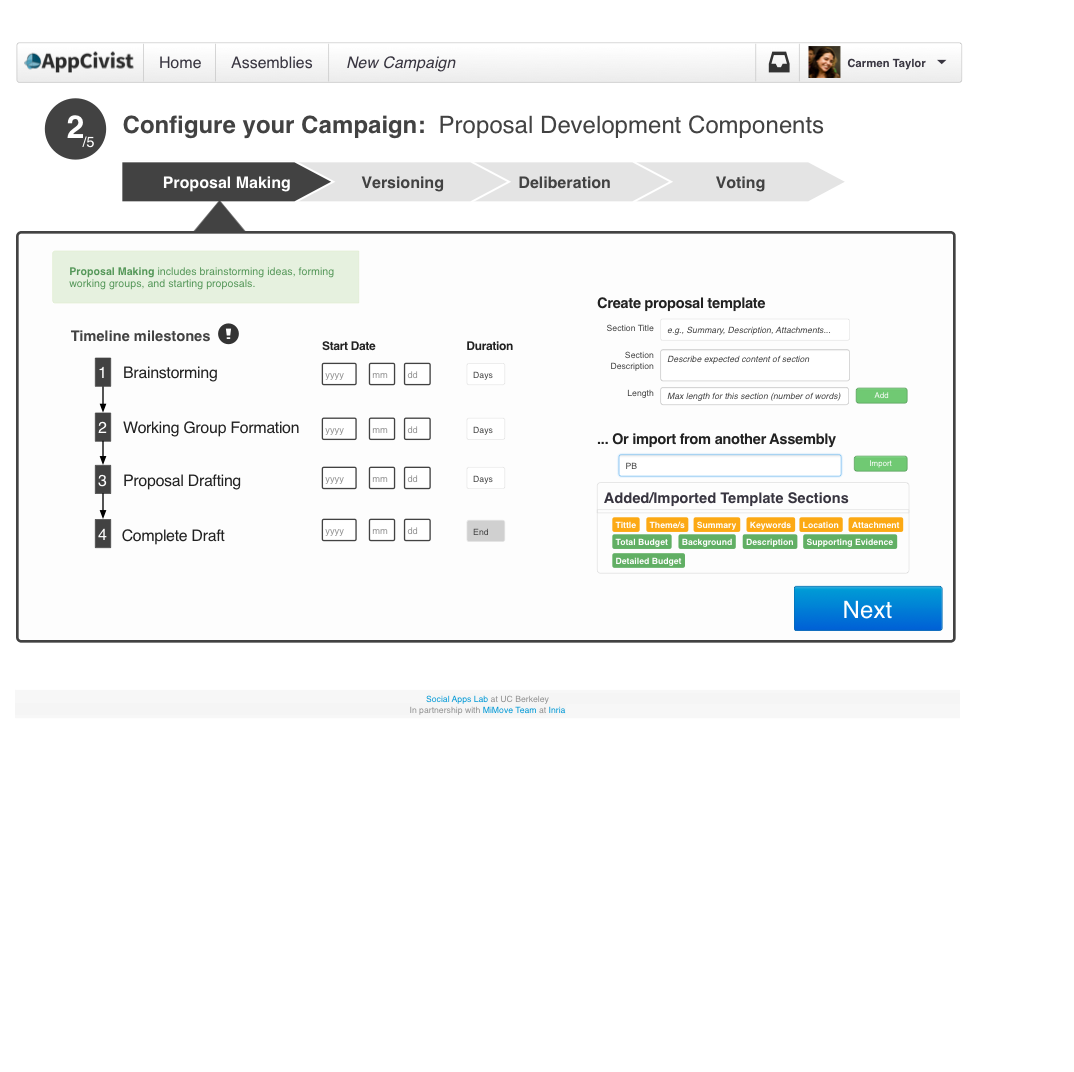 AppCivist Home Assemblies New Campaign Carmen Taylor
2/5 Configure your Campaign: Proposal Development Components
Proposal Making Versioning Deliberation Voting
Proposal Making includes brainstorming ideas, forming
working groups, and starting proposals.
Timeline milestones !
Start Date Duration
1 Brainstorming yyyy mm dd Days
2 Working Group Formation yyyy mm dd Days
3 Proposal Drafting yyyy mm dd Days
4 Complete Draft yyyy mm dd End
Create proposal template
Section Title e.g., Summary, Description, Attachments...
Section
Description Describe expected content of section
Length Max length for this section (number of words) Add
... Or import from another Assembly
PB Import
Added/Imported Template Sections
Tittle Theme/s Summary Keywords Location Attachment
Total Budget Background Description Supporting Evidence
Detailed Budget
Next
Social Apps Lab at UC Berkeley
In partnership with MiMove Team at Inria